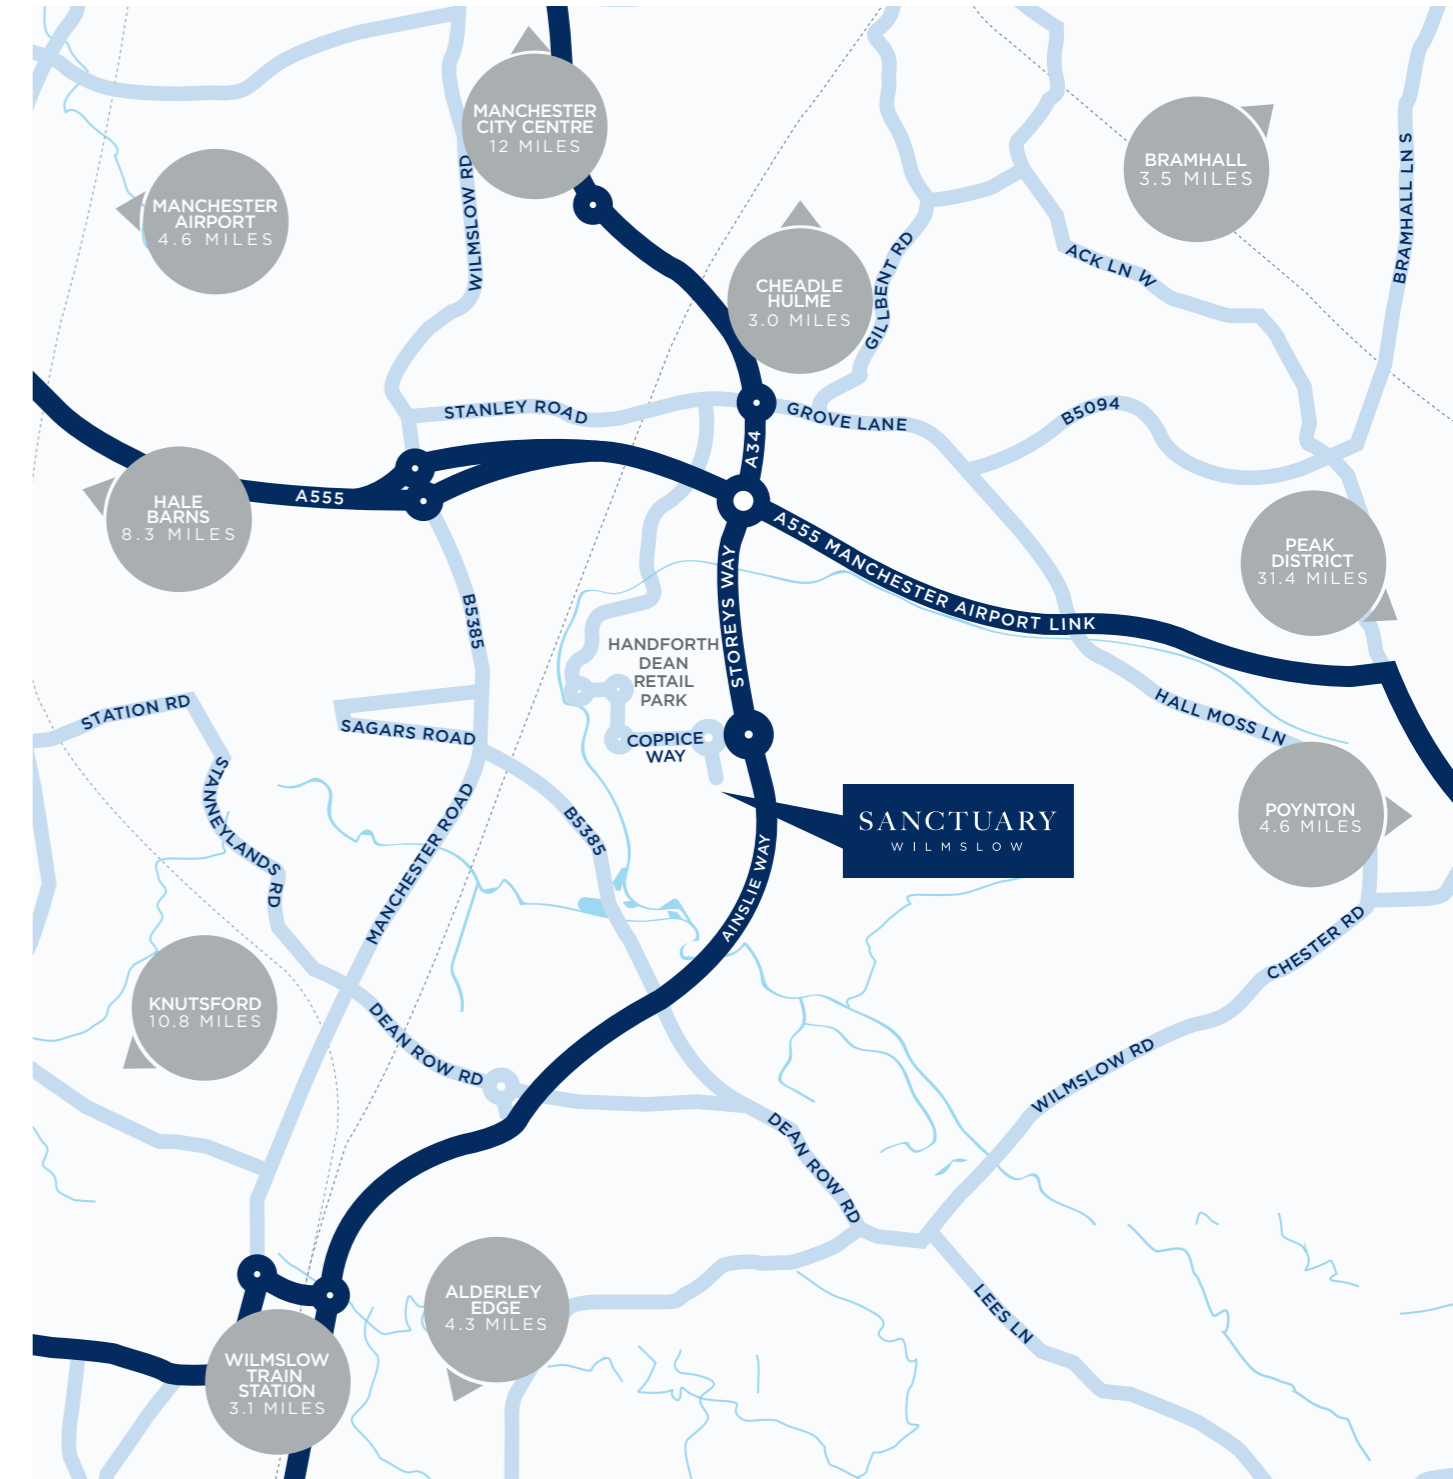 MANCHESTER
CITY CENTRE
12 MILES
BRAMHALL
3.5 MILES
BRAMHALL LN S
WILMSLOW RD
MANCHESTER
AIRPORT
4.6 MILES
CHEADLE
HULME
3.0 MILES
GILLBENT RD
ACK LN W
STANLEY ROAD
GROVE LANE
B5094
A34
A555
HALE
BARNS
8.3 MILES
A555 MANCHESTER AIRPORT LINK
PEAK
DISTRICT
31.4 MILES
B5385
STOREYS WAY
HANDFORTH
DEAN
RETAIL
PARK
STATION RD
SAGARS ROAD
COPPICE
WAY
HALL MOSS LN
STANNEYLANDS RD
MANCHESTER ROAD
B5385
SANCTUARY
WILMSLOW
POYNTON
4.6 MILES
AINSLIE WAY
CHESTER RD
KNUTSFORD
10.8 MILES
DEAN ROW RD
WILMSLOW RD
DEAN ROW RD
ALDERLEY
EDGE
4.3 MILES
LEES LN
WILMSLOW
TRAIN
STATION
3.1 MILES